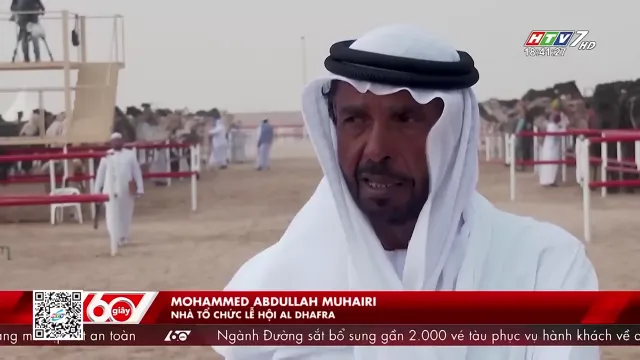 HTV7 HD
18:41:27
60 giây
MOHAMMED ABDULLAH MUHAIRI
NHÀ TỔ CHỨC LỄ HỘI AL DHAFRA
an toàn 60 Ngành Đường sắt bổ sung gần 2.000 vé tàu phục vụ hành khách về